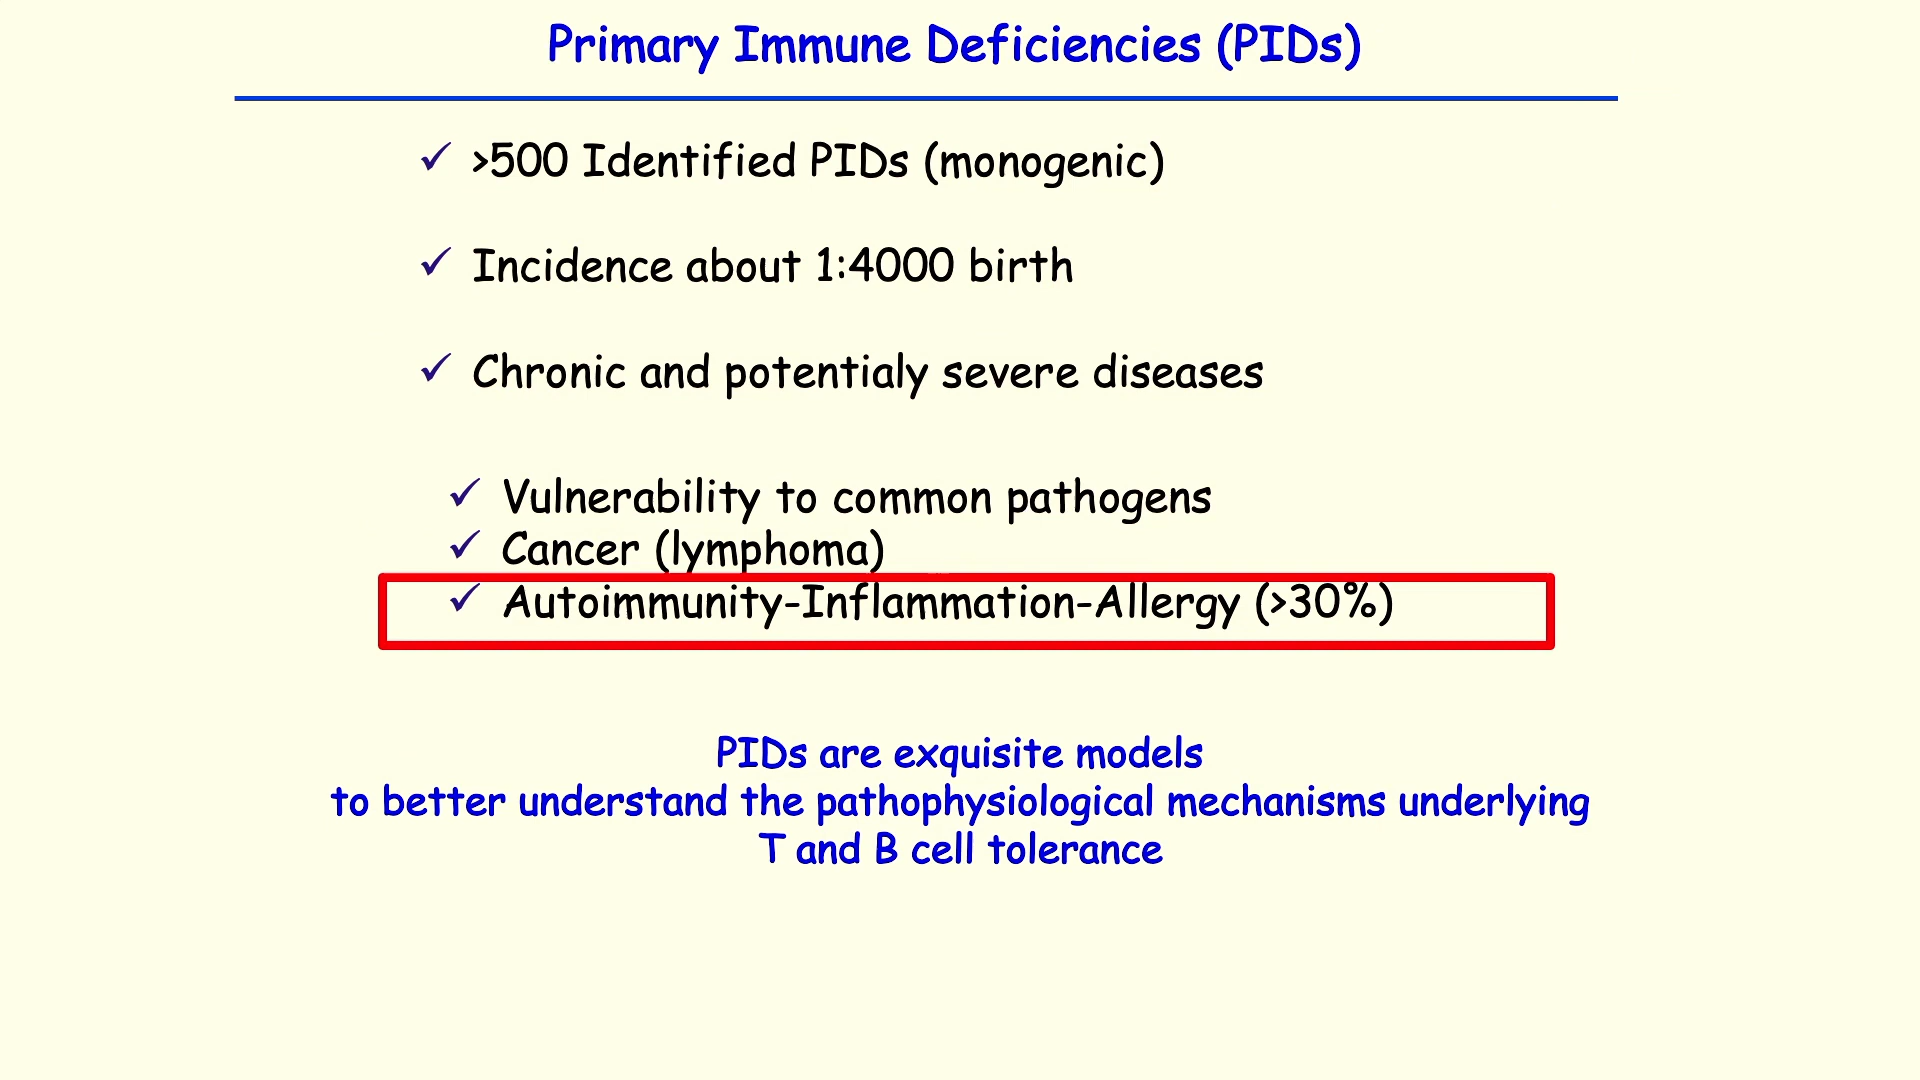 Primary Immune Deficiencies (PIDs)
✓ >500 Identified PIDs (monogenic)
✓ Incidence about 1:4000 birth
✓ Chronic and potentialy severe diseases
✓ Vulnerability to common pathogens
✓ Cancer (lymphoma)
✓ Autoimmunity-Inflammation-Allergy (>30%)
PIDs are exquisite models
to better understand the pathophysiological mechanisms underlying
T and B cell tolerance